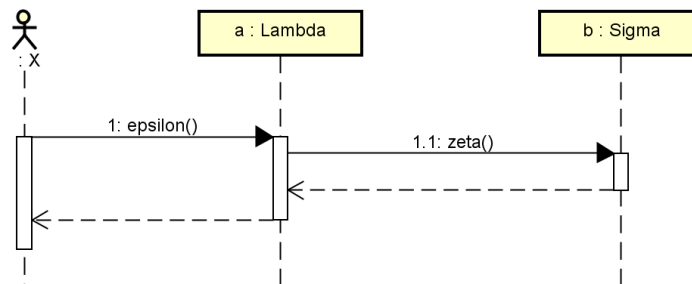 : X
a : Lambda
b : Sigma
1: epsilon()
1.1: zeta()